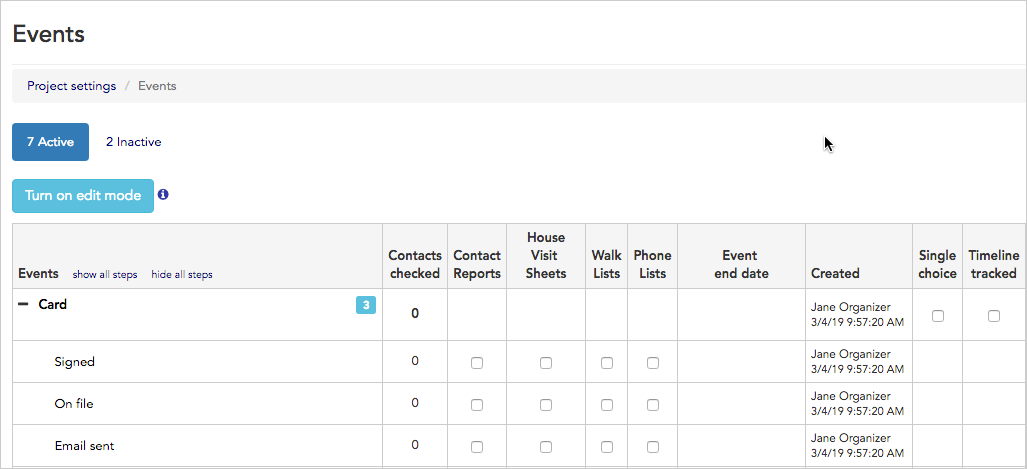 Events
Project settings / Events
7 Active 2 Inactive
Turn on edit mode
Events show all steps hide all steps Contacts checked Contact Reports House Visit Sheets Walk Lists Phone Lists Event end date Created Single choice Timeline tracked
Card 3 0 Jane Organizer
3/4/19 9:57:20 AM
Signed 0 Jane Organizer
3/4/19 9:57:20 AM
On file 0 Jane Organizer
3/4/19 9:57:20 AM
Email sent 0 Jane Organizer
3/4/19 9:57:20 AM